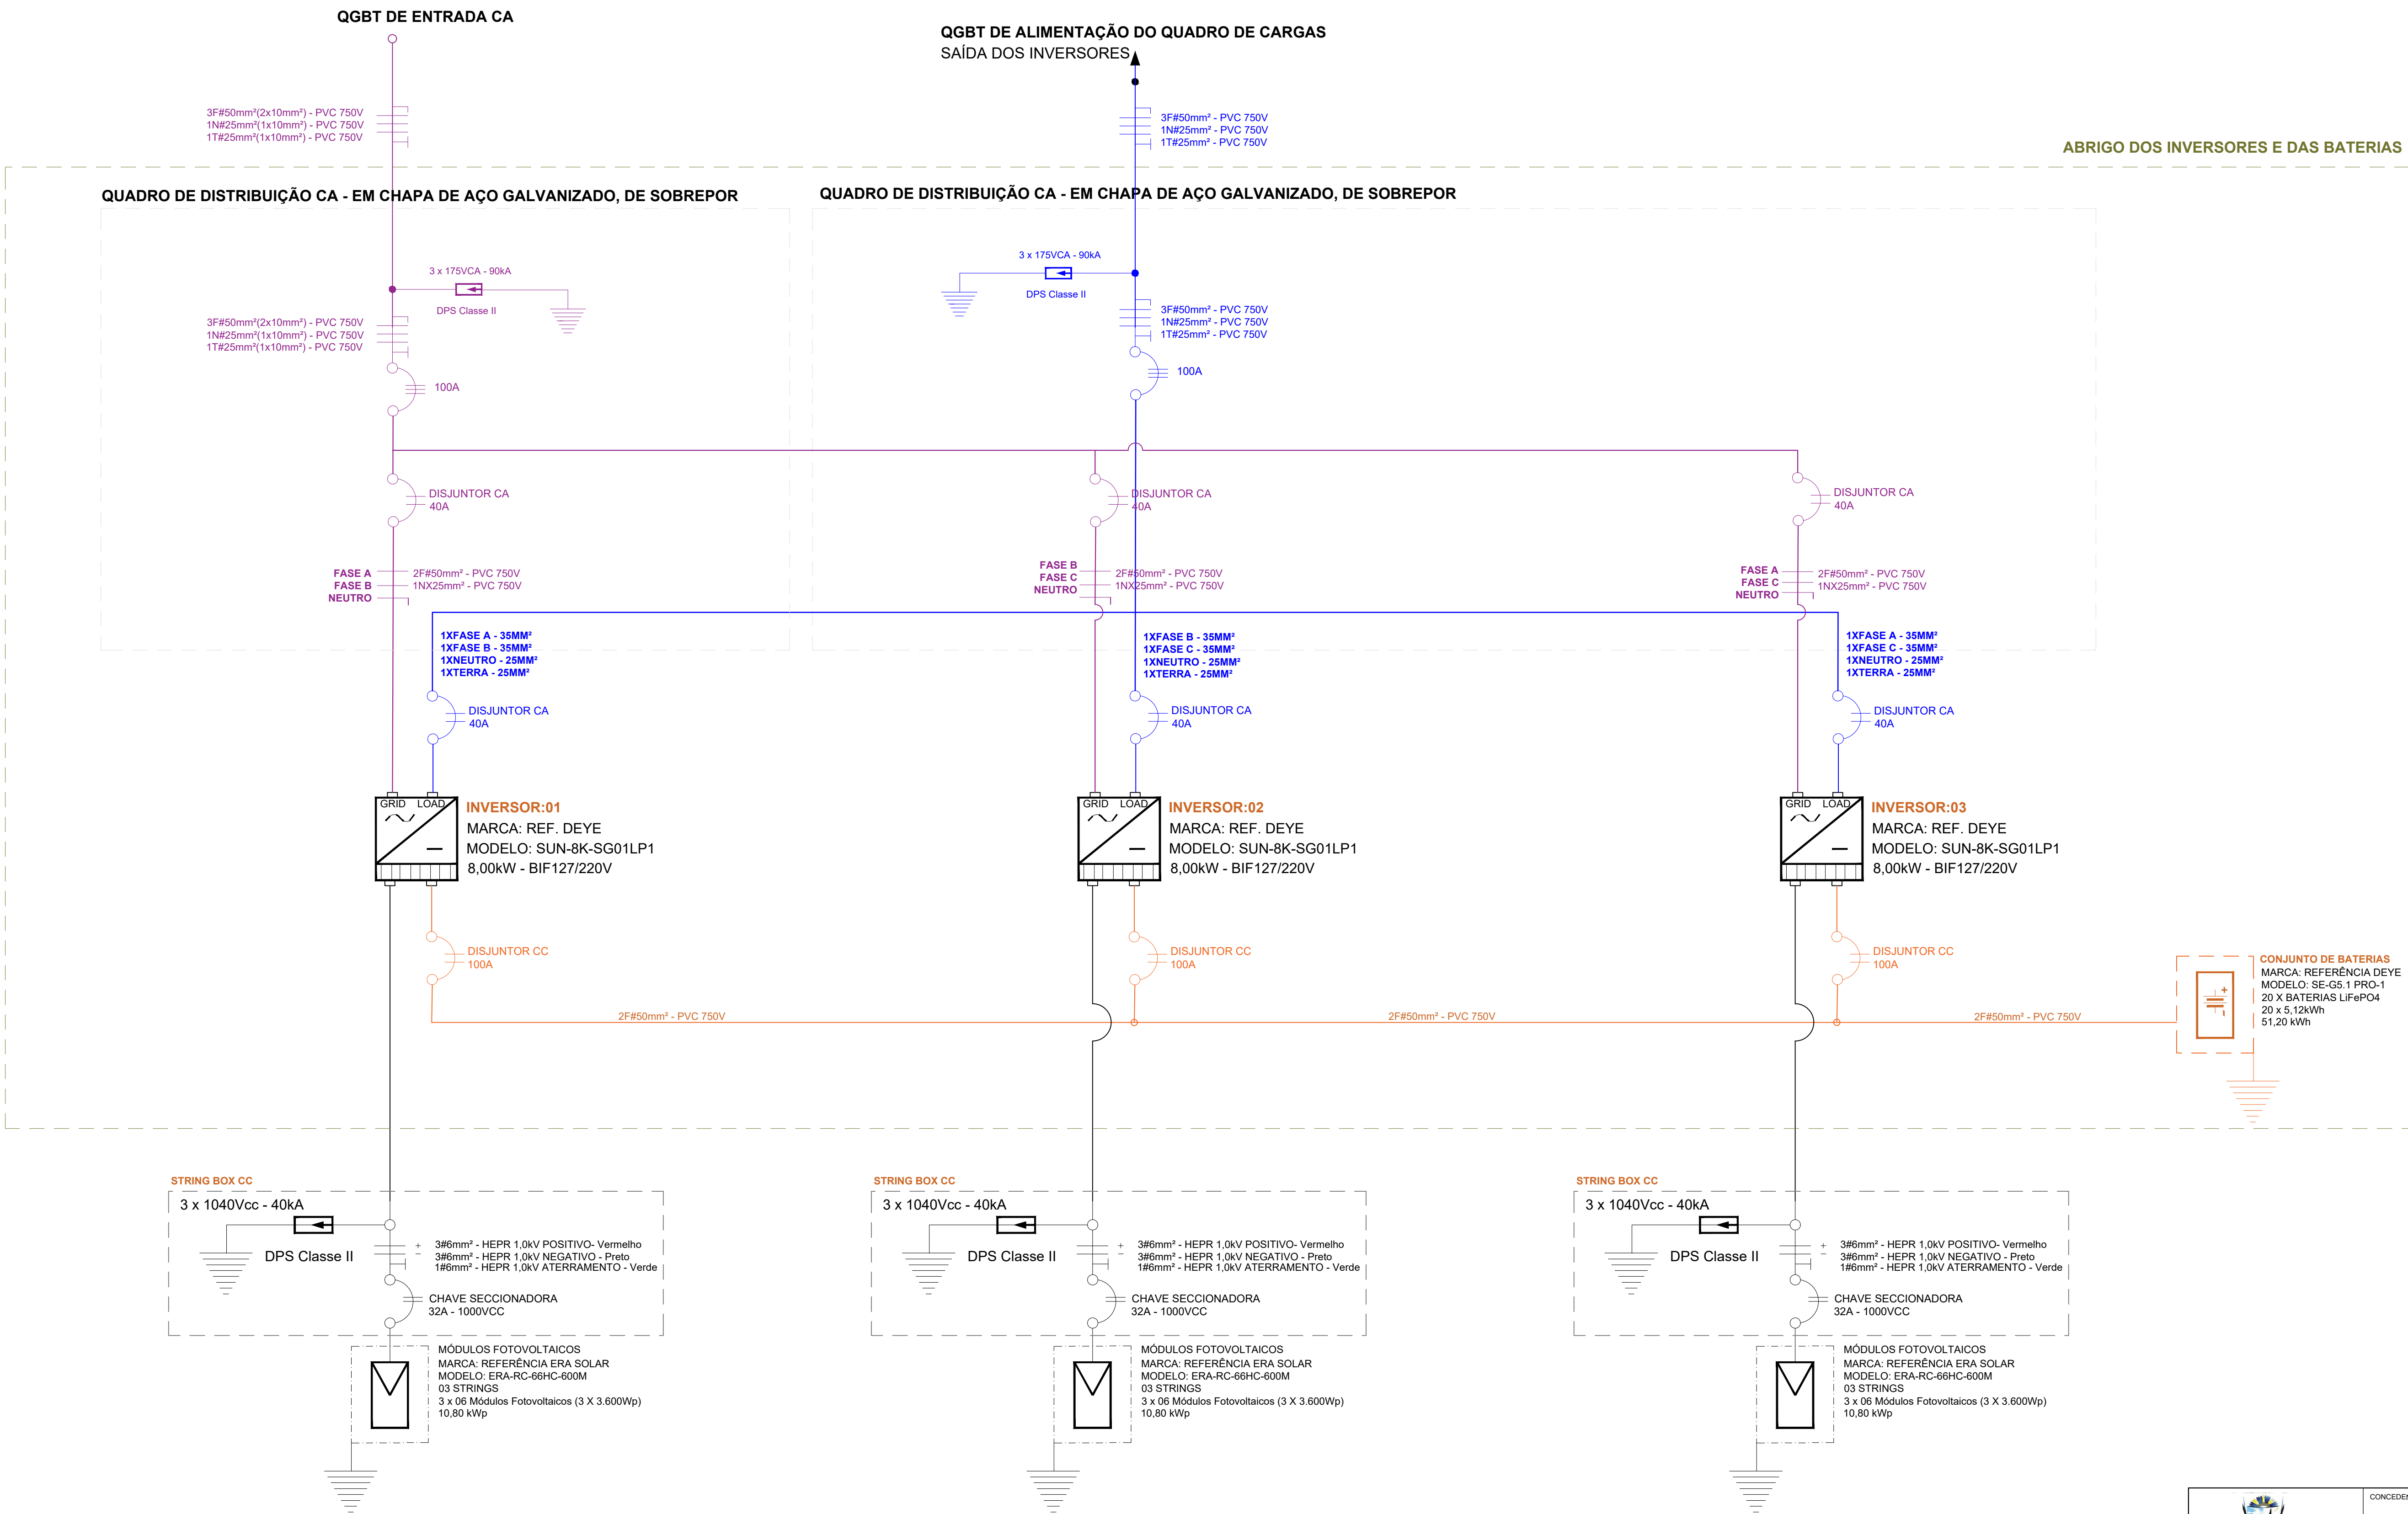 QGBT DE ENTRADA CA
QGBT DE ALIMENTAÇÃO DO QUADRO DE CARGAS
SAÍDA DOS INVERSORES
3F#50mm²(2x10mm²) - PVC 750V
1N#25mm²(1x10mm²) - PVC 750V
1T#25mm²(1x10mm²) - PVC 750V
3F#50mm² - PVC 750V
1N#25mm² - PVC 750V
1T#25mm² - PVC 750V
ABRIGO DOS INVERSORES E DAS BATERIAS
QUADRO DE DISTRIBUIÇÃO CA - EM CHAPA DE AÇO GALVANIZADO, DE SOBREPOR
QUADRO DE DISTRIBUIÇÃO CA - EM CHAPA DE AÇO GALVANIZADO, DE SOBREPOR
3 x 175VCA - 90kA
DPS Classe II
3F#50mm²(2x10mm²) - PVC 750V
1N#25mm²(1x10mm²) - PVC 750V
1T#25mm²(1x10mm²) - PVC 750V
100A
3 x 175VCA - 90kA
DPS Classe II
3F#50mm² - PVC 750V
1N#25mm² - PVC 750V
1T#25mm² - PVC 750V
100A
DISJUNTOR CA
40A
DISJUNTOR CA
40A
DISJUNTOR CA
40A
FASE A
FASE B
NEUTRO
2F#50mm² - PVC 750V
1NX25mm² - PVC 750V
FASE B
FASE C
NEUTRO
2F#50mm² - PVC 750V
1NX25mm² - PVC 750V
FASE A
FASE C
NEUTRO
2F#50mm² - PVC 750V
1NX25mm² - PVC 750V
1XFASE A - 35MM²
1XFASE B - 35MM²
1XNEUTRO - 25MM²
1XTERRA - 25MM²
1XFASE B - 35MM²
1XFASE C - 35MM²
1XNEUTRO - 25MM²
1XTERRA - 25MM²
1XFASE A - 35MM²
1XFASE C - 35MM²
1XNEUTRO - 25MM²
1XTERRA - 25MM²
DISJUNTOR CA
40A
DISJUNTOR CA
40A
DISJUNTOR CA
40A
GRID LOAD
INVERSOR:01
MARCA: REF. DEYE
MODELO: SUN-8K-SG01LP1
8,00kW - BIF127/220V
GRID LOAD
INVERSOR:02
MARCA: REF. DEYE
MODELO: SUN-8K-SG01LP1
8,00kW - BIF127/220V
GRID LOAD
INVERSOR:03
MARCA: REF. DEYE
MODELO: SUN-8K-SG01LP1
8,00kW - BIF127/220V
DISJUNTOR CC
100A
DISJUNTOR CC
100A
DISJUNTOR CC
100A
2F#50mm² - PVC 750V
2F#50mm² - PVC 750V
2F#50mm² - PVC 750V
+
-
CONJUNTO DE BATERIAS
MARCA: REFERÊNCIA DEYE
MODELO: SE-G5.1 PRO-1
20 X BATERIAS LiFePO4
20 x 5,12kWh
51,20 kWh
STRING BOX CC
3 x 1040Vcc - 40kA
DPS Classe II
+
-
3#6mm² - HEPR 1,0kV POSITIVO- Vermelho
3#6mm² - HEPR 1,0kV NEGATIVO - Preto
1#6mm² - HEPR 1,0kV ATERRAMENTO - Verde
CHAVE SECCIONADORA
32A - 1000VCC
MÓDULOS FOTOVOLTAICOS
MARCA: REFERÊNCIA ERA SOLAR
MODELO: ERA-RC-66HC-600M
03 STRINGS
3 x 06 Módulos Fotovoltaicos (3 X 3.600Wp)
10,80 kWp
STRING BOX CC
3 x 1040Vcc - 40kA
DPS Classe II
+
-
3#6mm² - HEPR 1,0kV POSITIVO- Vermelho
3#6mm² - HEPR 1,0kV NEGATIVO - Preto
1#6mm² - HEPR 1,0kV ATERRAMENTO - Verde
CHAVE SECCIONADORA
32A - 1000VCC
MÓDULOS FOTOVOLTAICOS
MARCA: REFERÊNCIA ERA SOLAR
MODELO: ERA-RC-66HC-600M
03 STRINGS
3 x 06 Módulos Fotovoltaicos (3 X 3.600Wp)
10,80 kWp
STRING BOX CC
3 x 1040Vcc - 40kA
DPS Classe II
+
-
3#6mm² - HEPR 1,0kV POSITIVO- Vermelho
3#6mm² - HEPR 1,0kV NEGATIVO - Preto
1#6mm² - HEPR 1,0kV ATERRAMENTO - Verde
CHAVE SECCIONADORA
32A - 1000VCC
MÓDULOS FOTOVOLTAICOS
MARCA: REFERÊNCIA ERA SOLAR
MODELO: ERA-RC-66HC-600M
03 STRINGS
3 x 06 Módulos Fotovoltaicos (3 X 3.600Wp)
10,80 kWp